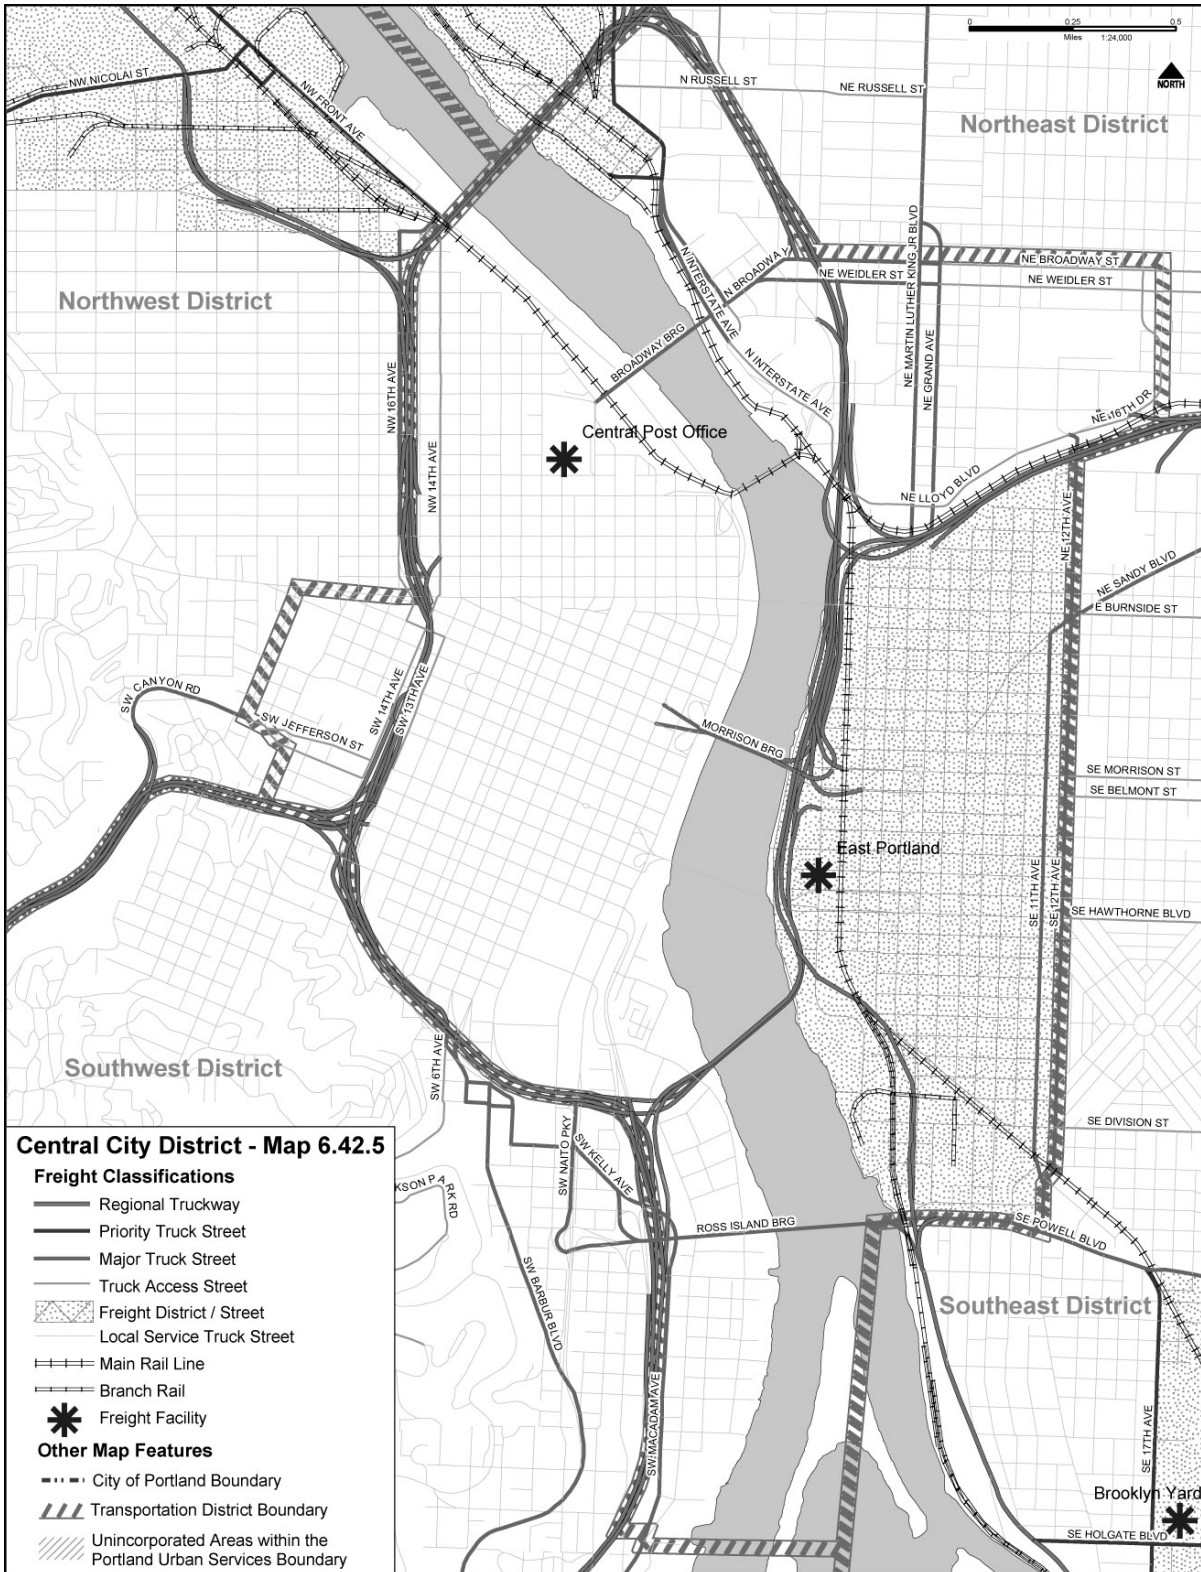 0 0.25 0.5
Miles 1:24,000
NORTH
NW NICOLAI ST
NW FRONT AVE
N RUSSELL ST
NE RUSSELL ST
Northeast District
NE MARTIN LUTHER KING JR BLVD
N INTERSTATE AVE
N BROADWAY
NE BROADWAY ST
NE WEIDLER ST
NE WEIDLER ST
Northwest District
BROADWAY BRG
N INTERSTATE AVE
NE GRAND AVE
NW 16TH AVE
NE 16TH DR
Central Post Office
NW 14TH AVE
NE LLOYD BLVD
NE 12TH AVE
NE SANDY BLVD
E BURNSIDE ST
SW CANYON RD
SW JEFFERSON ST
SW 14TH AVE
SW 13TH AVE
MORRISON BRG
SE MORRISON ST
SE BELMONT ST
East Portland
SE 11TH AVE
SE 12TH AVE
SE HAWTHORNE BLVD
Southwest District
SW 6TH AVE
SE DIVISION ST
SW NAITO PKY
SW KELLY AVE
KSON PARK RD
ROSS ISLAND BRG
SE POWELL BLVD
SW BARBUR BLVD
Southeast District
SW MACADAM AVE
SE 17TH AVE
Brooklyn Yard
SE HOLGATE BLVD
Central City District - Map 6.42.5
Freight Classifications
Regional Truckway
Priority Truck Street
Major Truck Street
Truck Access Street
Freight District / Street
Local Service Truck Street
Main Rail Line
Branch Rail
Freight Facility
Other Map Features
City of Portland Boundary
Transportation District Boundary
Unincorporated Areas within the
Portland Urban Services Boundary